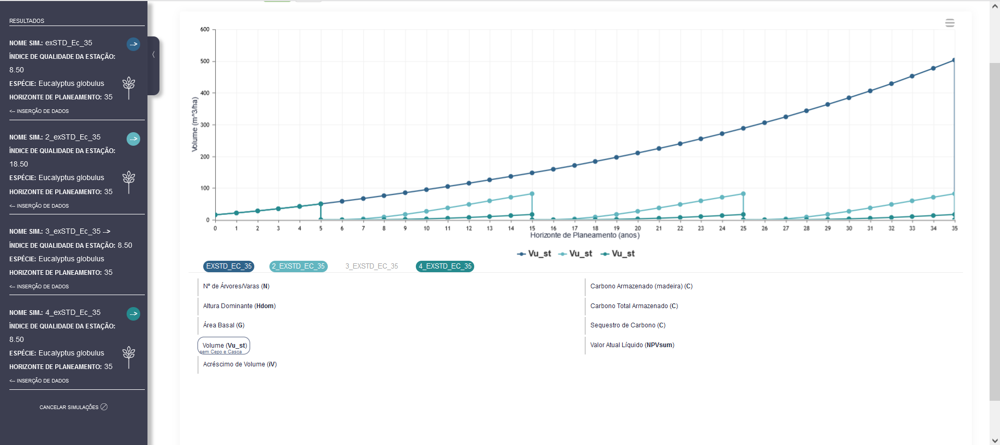 RESULTADOS
NOME SIM.: exSTD_Ec_35 -->
ÍNDICE DE QUALIDADE DA ESTAÇÃO:
8.50
ESPÉCIE: Eucalyptus globulus
HORIZONTE DE PLANEAMENTO: 35
<-- INSERÇÃO DE DADOS
NOME SIM.: 2_exSTD_Ec_35 -->
ÍNDICE DE QUALIDADE DA ESTAÇÃO:
18.50
ESPÉCIE: Eucalyptus globulus
HORIZONTE DE PLANEAMENTO: 35
<-- INSERÇÃO DE DADOS
NOME SIM.: 3_exSTD_Ec_35 -->
ÍNDICE DE QUALIDADE DA ESTAÇÃO: 8.50
ESPÉCIE: Eucalyptus globulus
HORIZONTE DE PLANEAMENTO: 35
<-- INSERÇÃO DE DADOS
NOME SIM.: 4_exSTD_Ec_35 -->
ÍNDICE DE QUALIDADE DA ESTAÇÃO:
8.50
ESPÉCIE: Eucalyptus globulus
HORIZONTE DE PLANEAMENTO: 35
<-- INSERÇÃO DE DADOS
CANCELAR SIMULAÇÕES
600
500
400
300
200
100
0
Volume (m^3/ha)
0 1 2 3 4 5 6 7 8 9 10 11 12 13 14 15 16 17 18 19 20 21 22 23 24 25 26 27 28 29 30 31 32 33 34 35
Horizonte de Planeamento (anos)
Vu_st Vu_st Vu_st
EXSTD_EC_35 2_EXSTD_EC_35 3_EXSTD_EC_35 4_EXSTD_EC_35
Nº de Árvores/Varas (N)
Altura Dominante (Hdom)
Área Basal (G)
Volume (Vu_st)
sem Cepo e Casca
Acréscimo de Volume (iV)
Carbono Armazenado (madeira) (C)
Carbono Total Armazenado (C)
Sequestro de Carbono (C)
Valor Atual Líquido (NPVsum)